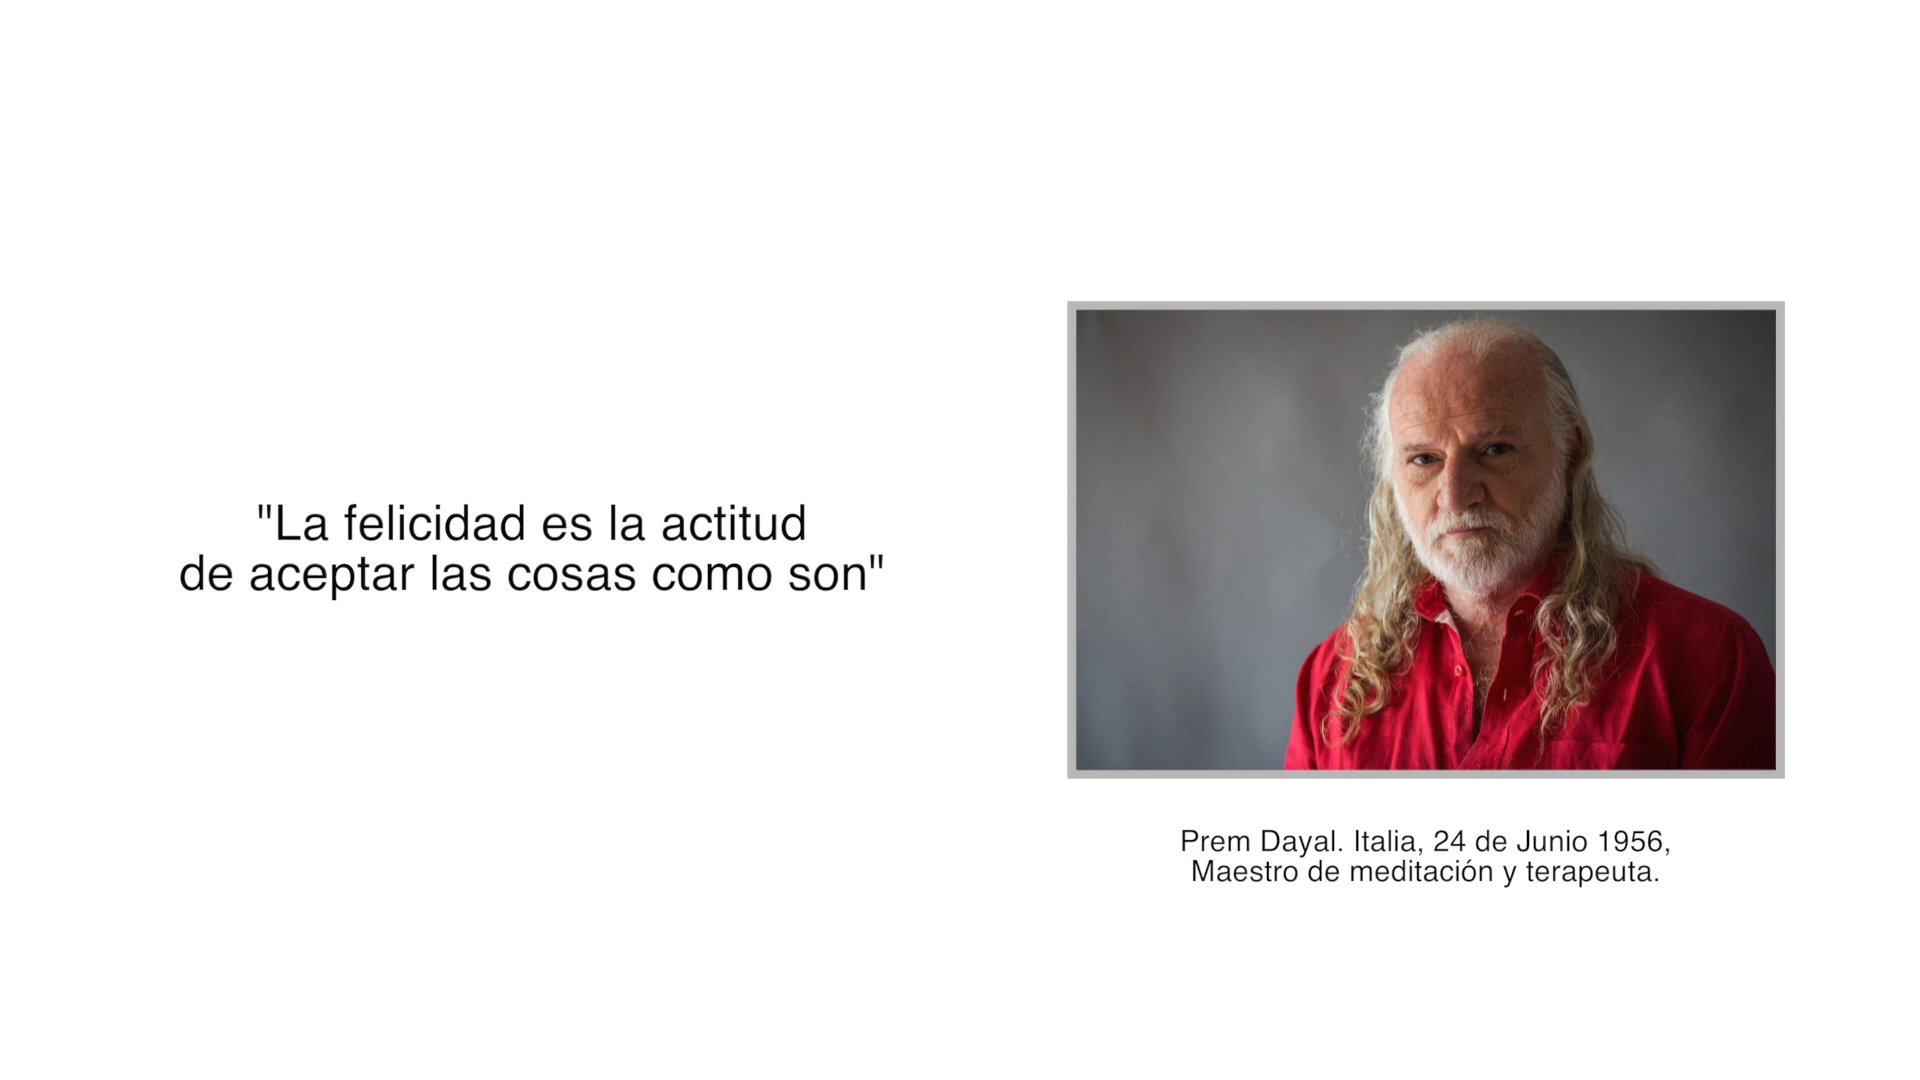 "La felicidad es la actitud
de aceptar las cosas como son"
Prem Dayal. Italia, 24 de Junio 1956,
Maestro de meditación y terapeuta.